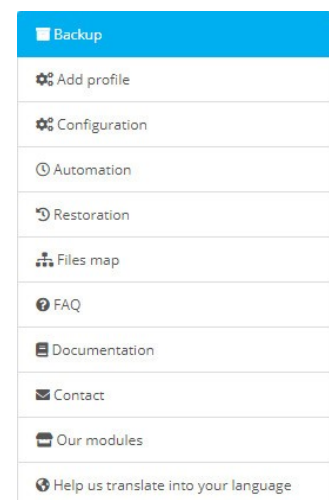 Backup
Add profile
Configuration
Automation
Restoration
Files map
FAQ
Documentation
Contact
Our modules
Help us translate into your language